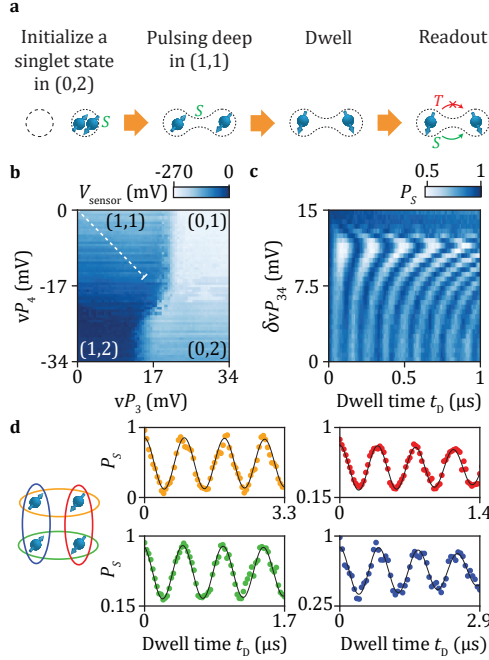 a
Initialize a
singlet state
in (0,2)
Pulsing deep
in (1,1)
Dwell
Readout
S
S
T
S
b
V_sensor
(mV)
-270
0
0
(1,1)
(0,1)
vP₄ (mV)
-17
-34
(1,2)
(0,2)
17
34
vP₃ (mV)
c
0.5
1
P_S
15
δvP₃₄ (mV)
7.5
0
0
0.5
1
Dwell time t_D (μs)
d
1
P_S
0
0
3.3
1
0.15
0
1.4
1
P_S
0.15
0
1.7
Dwell time t_D (μs)
1
0.25
0
2.9
Dwell time t_D (μs)